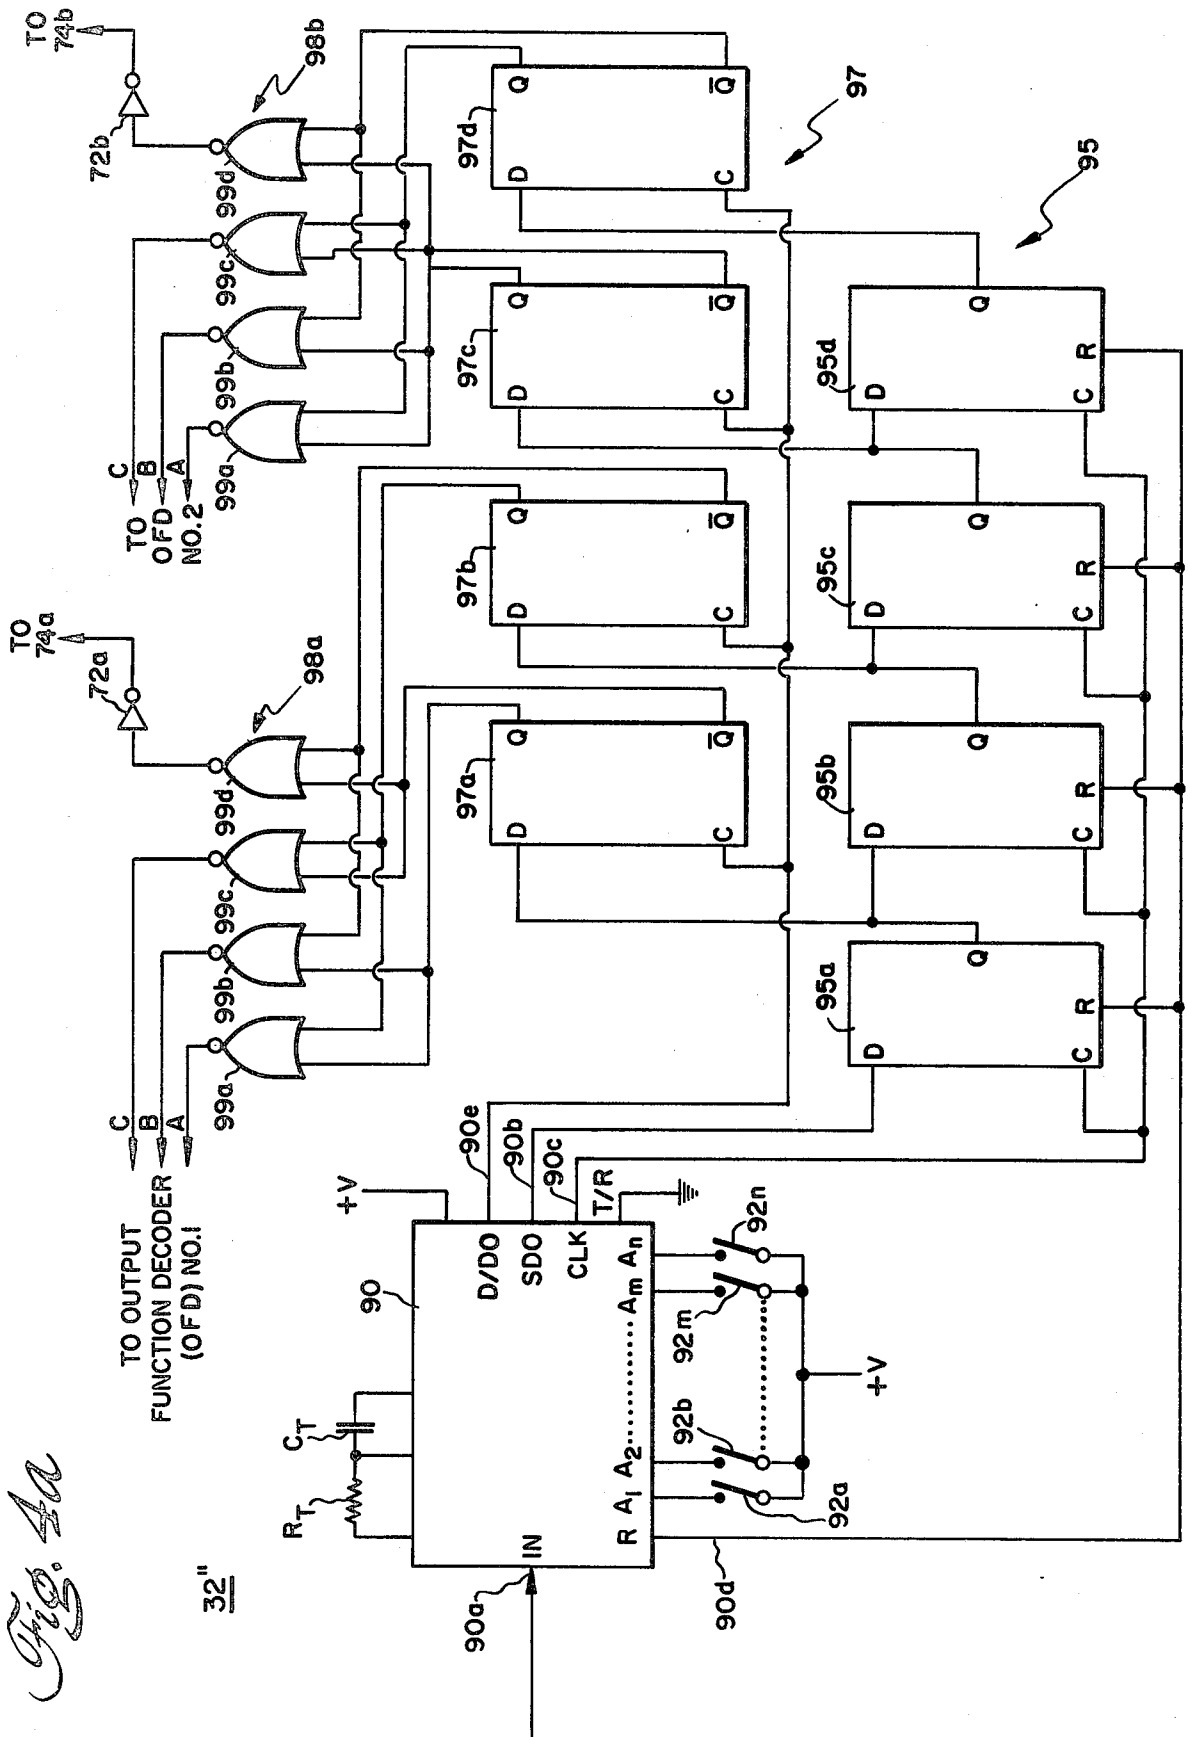 Fig. 4a
32"
TO OUTPUT
FUNCTION DECODER
(OFD) NO.1
C
B
A
TO
74a
72a
98a
99a
99b
99c
99d
TO
OFD
NO.2
C
B
A
TO
74b
72b
98b
99a
99b
99c
99d
RT
CT
90
+V
IN
90a
D/DO
90e
SDO
90b
CLK
90c
T/R
R
A1
A2
Am
An
90d
92a
92b
92m
92n
+V
97a
D
Q
C
Q̅
97b
D
Q
C
Q̅
97c
D
Q
C
Q̅
97d
D
Q
C
Q̅
97
95a
D
Q
C
R
95b
D
Q
C
R
95c
D
Q
C
R
95d
D
Q
C
R
95